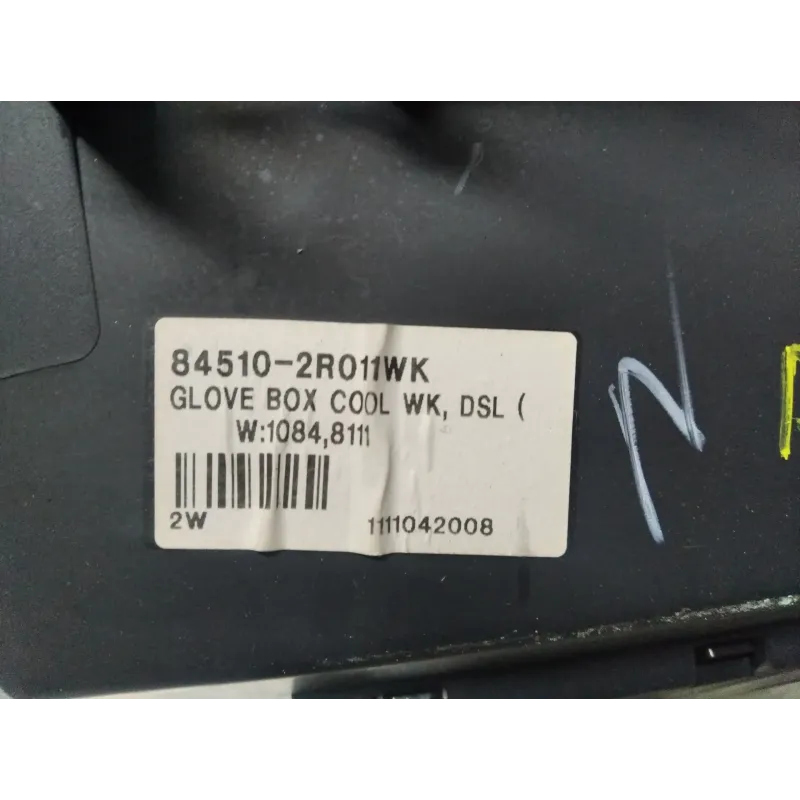 84510-2R011WK
GLOVE BOX COOL WK, DSL (
W:1084,8111
2W 1111042008
N